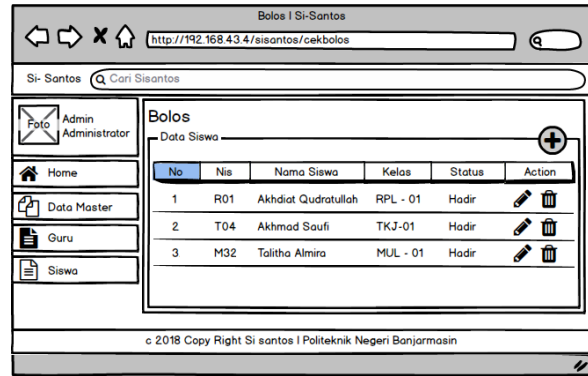 Bolos | Si-Santos
http://192.168.43.4/sisantos/cekbolos
Si- Santos Cari Sisantos
Foto Admin
Administrator
Home
Data Master
Guru
Siswa
Bolos
Data Siswa
No Nis Nama Siswa Kelas Status Action
1 R01 Akhdiat Qudratullah RPL - 01 Hadir
2 T04 Akhmad Saufi TKJ-01 Hadir
3 M32 Talitha Almira MUL - 01 Hadir
c 2018 Copy Right Si santos | Politeknik Negeri Banjarmasin